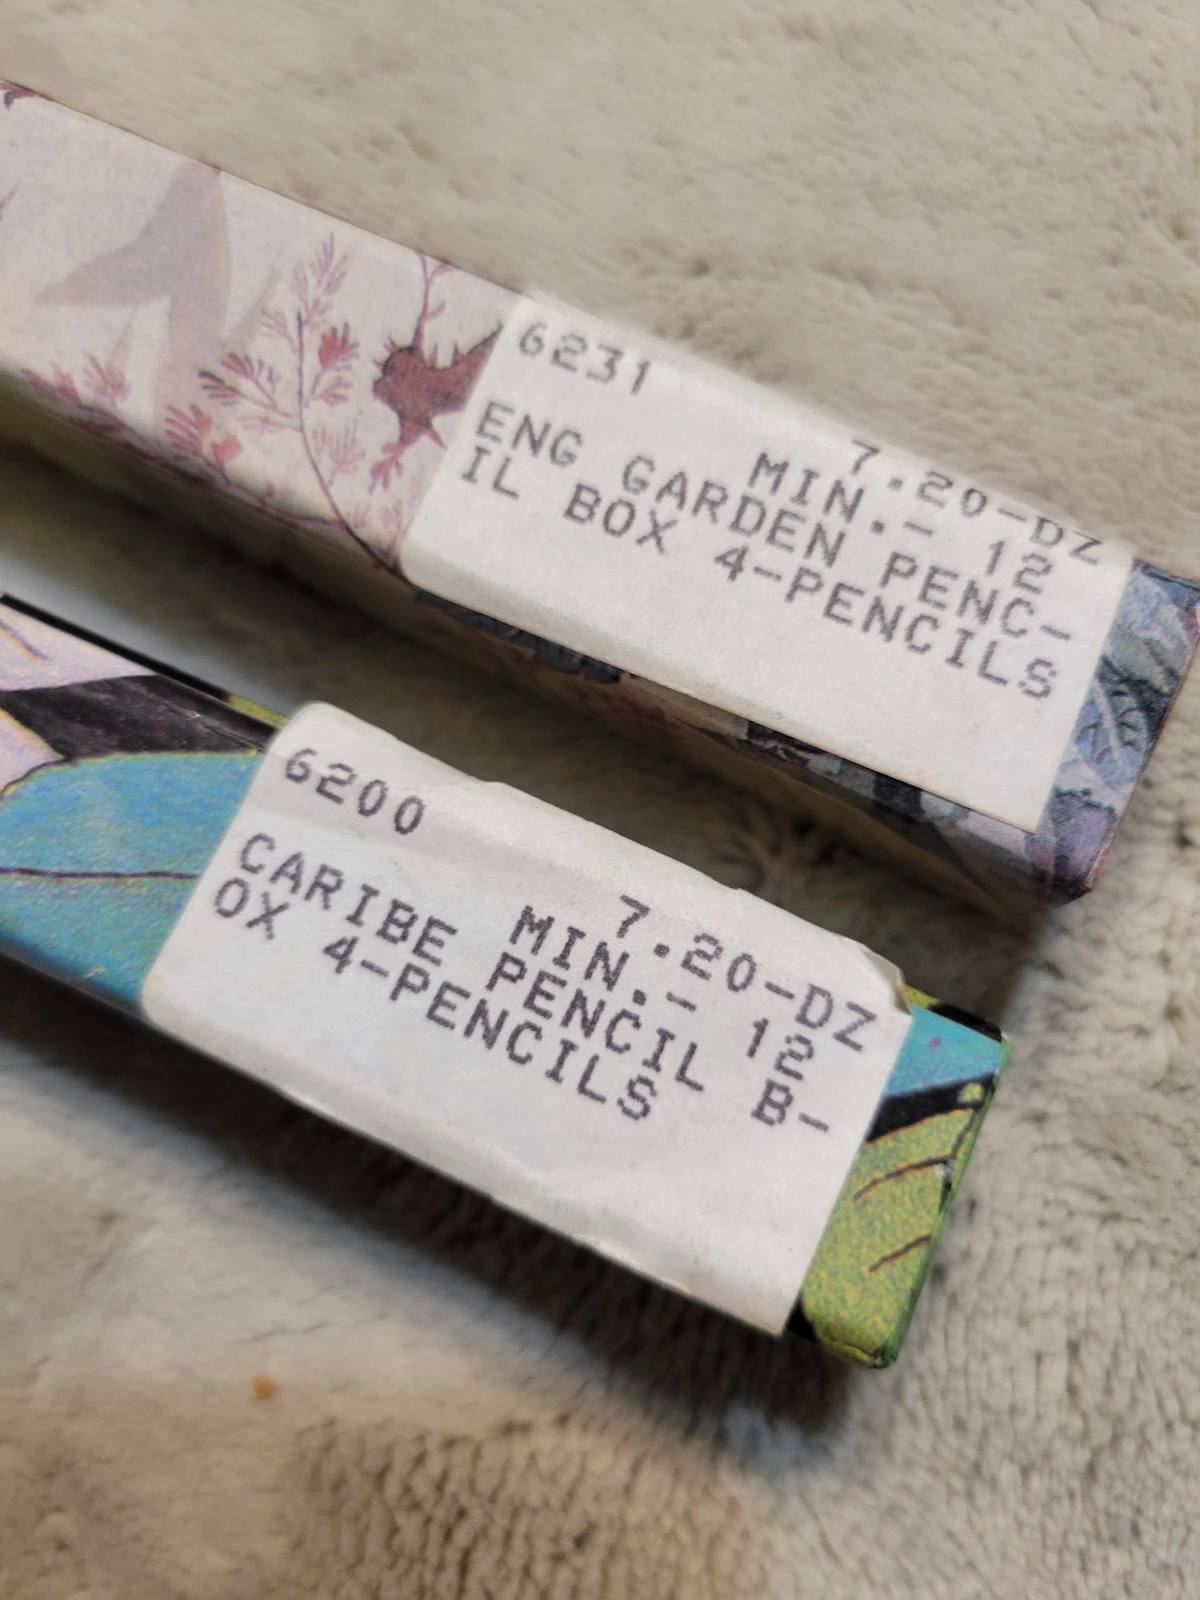 6231
7.20-DZ
MIN.- 12
ENG GARDEN PENC-
IL BOX 4-PENCILS
6200
7.20-DZ
MIN.- 12
CARIBE PENCIL B-
OX 4-PENCILS